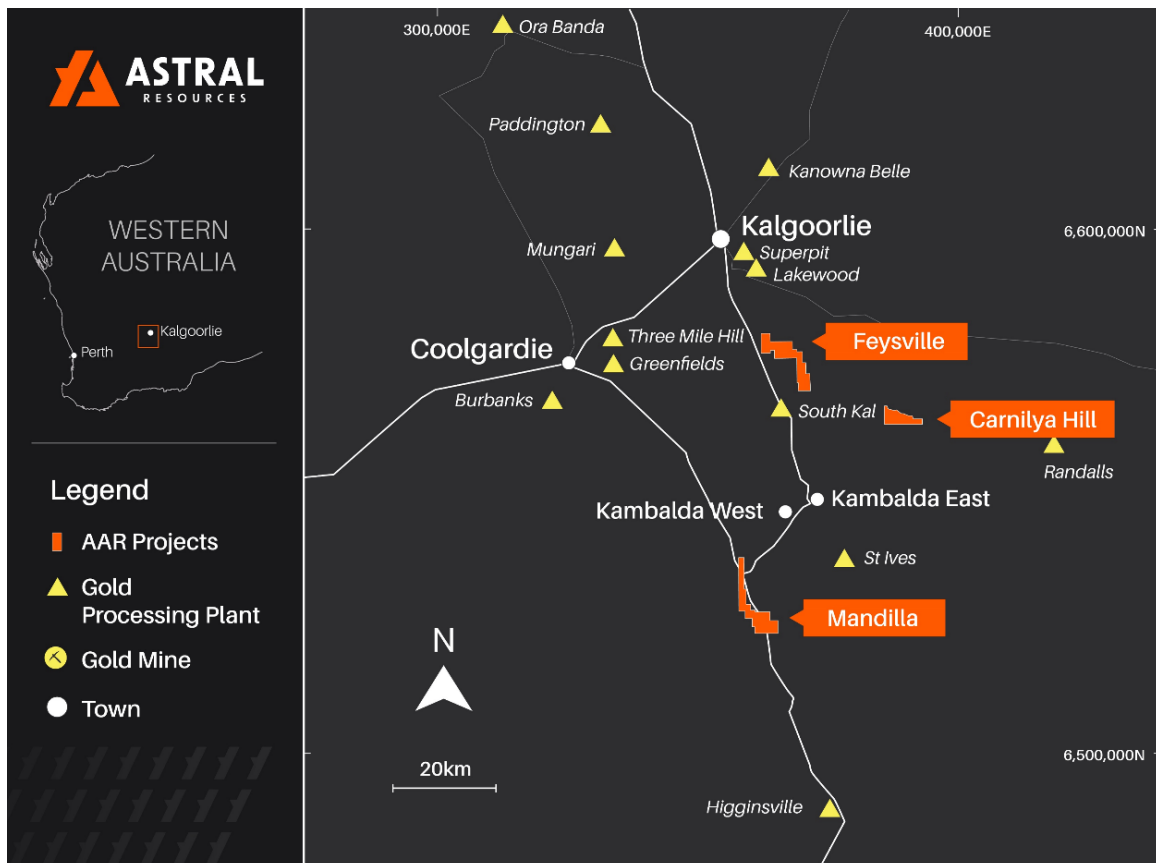 ASTRAL
RESOURCES
WESTERN
AUSTRALIA
Kalgoorlie
Perth
Legend
AAR Projects
Gold
Processing Plant
Gold Mine
Town
300,000E
400,000E
Ora Banda
Paddington
Kanowna Belle
Kalgoorlie
6,600,000N
Mungari
Superpit
Lakewood
Three Mile Hill
Feysville
Coolgardie
Greenfields
Burbanks
South Kal
Carnilya Hill
Randalls
Kambalda East
Kambalda West
St Ives
Mandilla
N
20km
6,500,000N
Higginsville